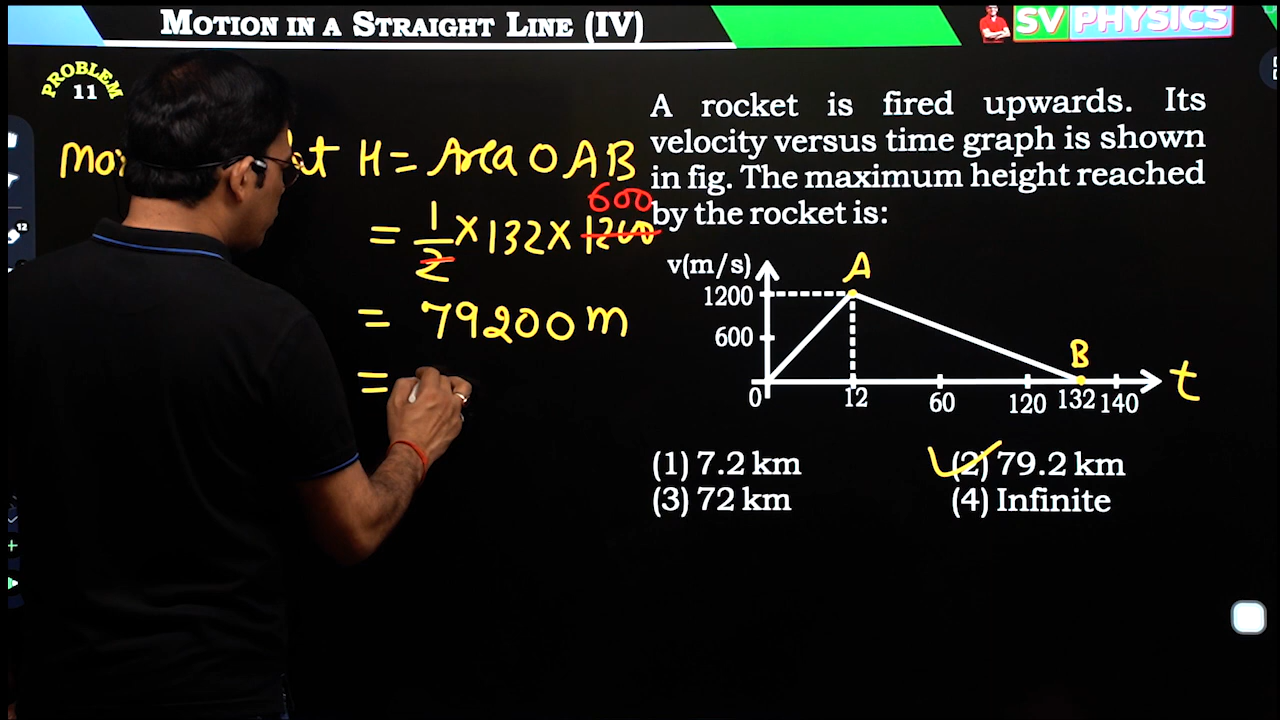 MOTION IN A STRAIGHT LINE (IV)
SV PHYSICS
PROBLEM
11
A rocket is fired upwards. Its
velocity versus time graph is shown
in fig. The maximum height reached
by the rocket is:
H = Area OAB
600
= 1/2 × 132 × 1200
= 79200 m
=
v(m/s)
A
1200
600
B
t
0 12 60 120 132 140
(1) 7.2 km (2) 79.2 km
(3) 72 km (4) Infinite